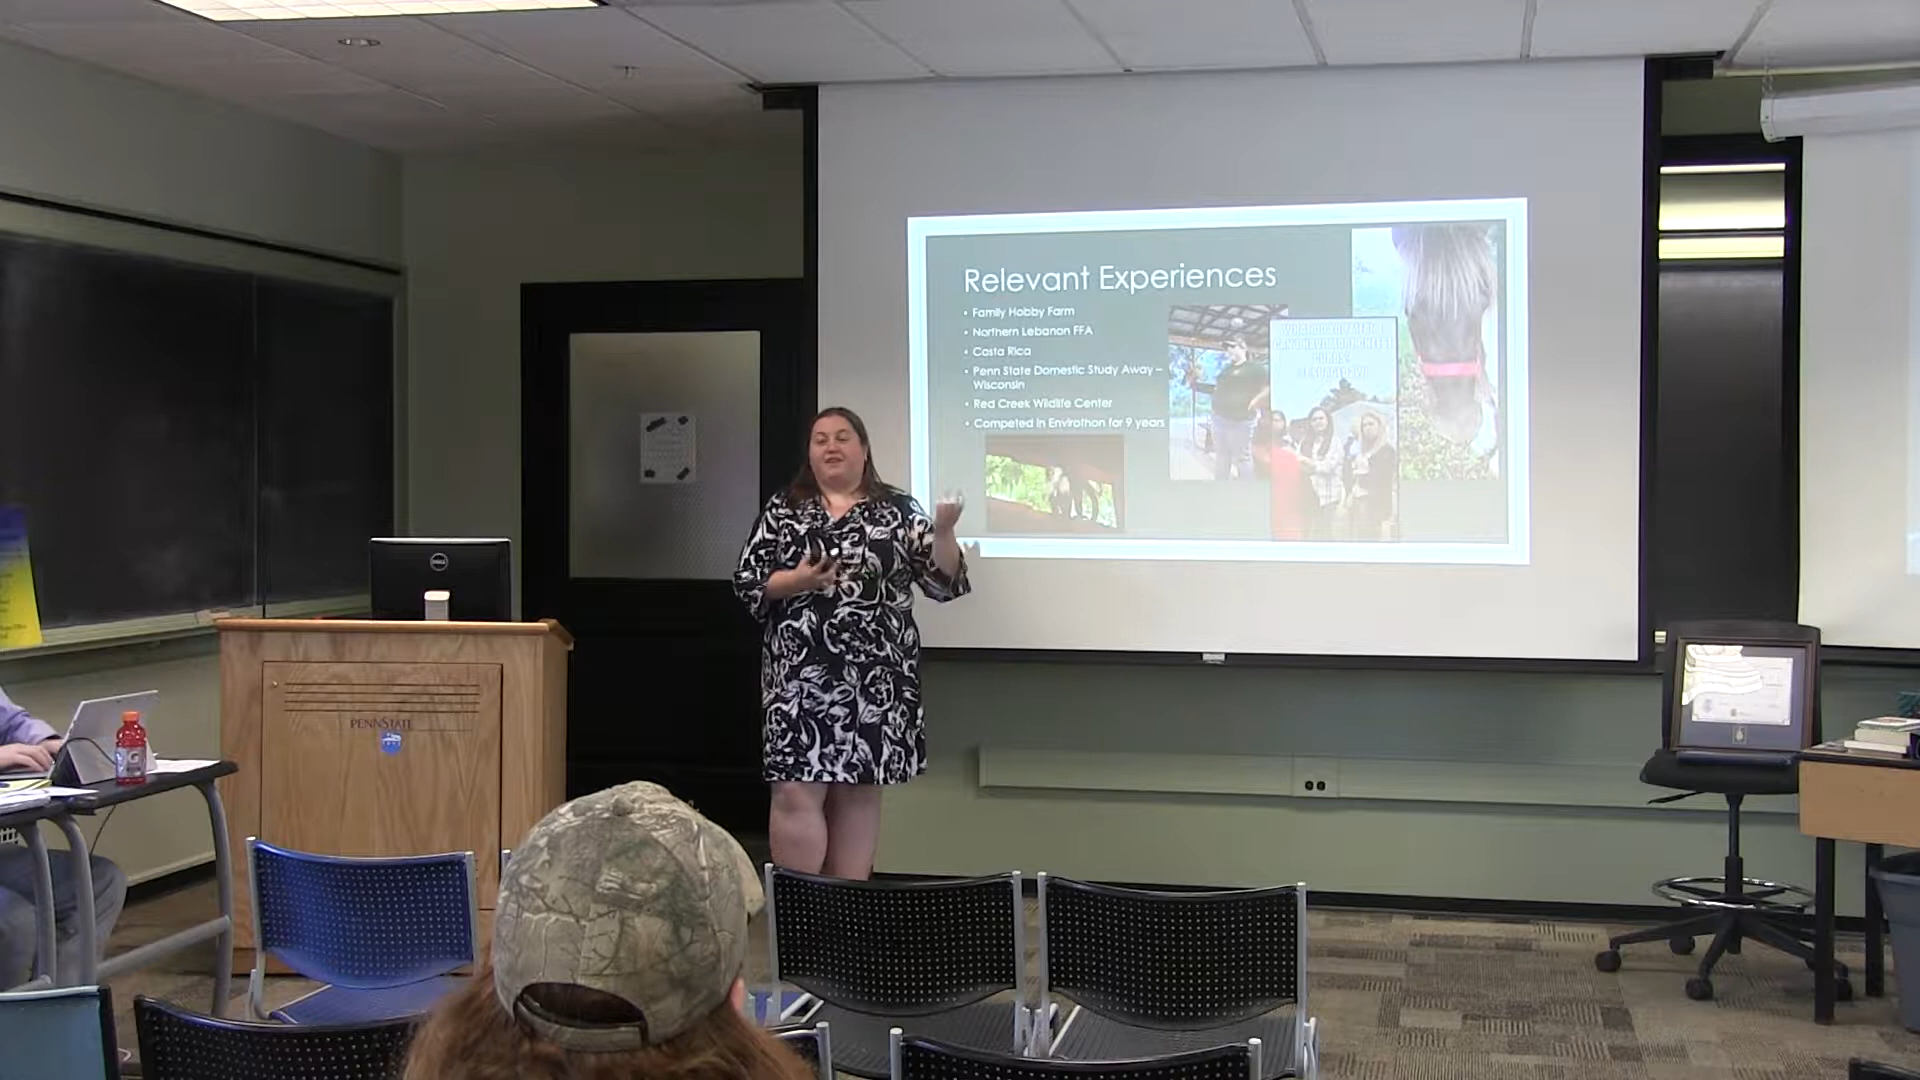 Relevant Experiences
• Family Hobby Farm
• Northern Lebanon FFA
• Costa Rica
• Penn State Domestic Study Away –
Wisconsin
• Red Creek Wildlife Center
• Competed in Envirothon for 9 years
DELL
PENNSTATE